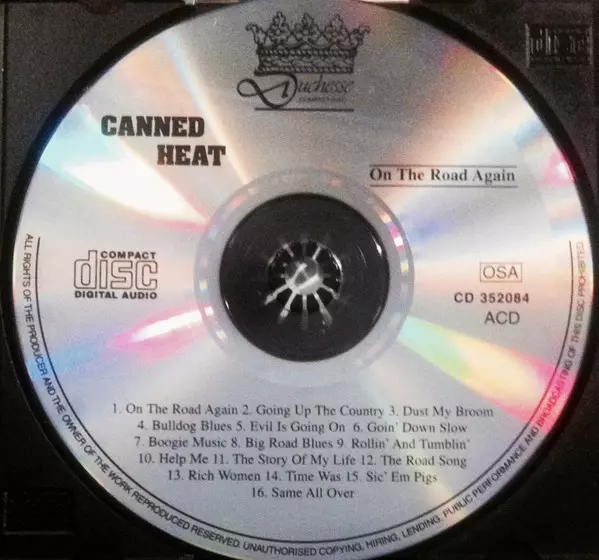 Duchesse
CANNED
HEAT
On The Road Again
COMPACT
disc
DIGITAL AUDIO
OSA
CD 352084
ACD
1. On The Road Again 2. Going Up The Country 3. Dust My Broom
4. Bulldog Blues 5. Evil Is Going On 6. Goin' Down Slow
7. Boogie Music 8. Big Road Blues 9. Rollin' And Tumblin'
10. Help Me 11. The Story Of My Life 12. The Road Song
13. Rich Women 14. Time Was 15. Sic' Em Pigs
16. Same All Over
ALL RIGHTS OF THE PRODUCER AND THE OWNER OF THE WORK REPRODUCED RESERVED. UNAUTHORISED COPYING, HIRING, LENDING, PUBLIC PERFORMANCE AND BROADCASTING OF THIS DISC PROHIBITED.
disc